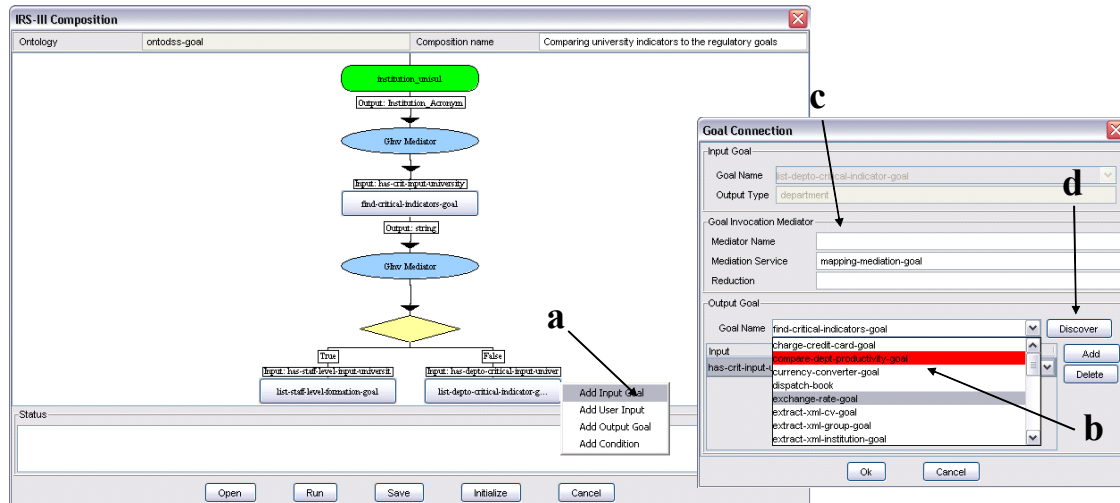 IRS-III Composition
Ontology
ontodss-goal
Composition name
Comparing university indicators to the regulatory goals
institution_unisul
Output: Institution_Acronym
GInv Mediator
Input: has-crit-input-university
find-critical-indicators-goal
Output: string
GInv Mediator
True
False
Input: has-staff-level-input-universit
Input: has-depto-critical-input-univer
list-staff-level-formation-goal
list-depto-critical-indicator-g...
a
Add Input Goal
Add User Input
Add Output Goal
Add Condition
Status
Open
Run
Save
Initialize
Cancel
c
Goal Connection
Input Goal
Goal Name
list-depto-critical-indicator-goal
Output Type
department
d
Goal Invocation Mediator
Mediator Name
Mediation Service
mapping-mediation-goal
Reduction
Output Goal
Goal Name
find-critical-indicators-goal
Discover
Input
has-crit-input-u
charge-credit-card-goal
compare-dept-productivity-goal
currency-converter-goal
dispatch-book
exchange-rate-goal
extract-xml-cv-goal
extract-xml-group-goal
extract-xml-institution-goal
Add
Delete
b
Ok
Cancel